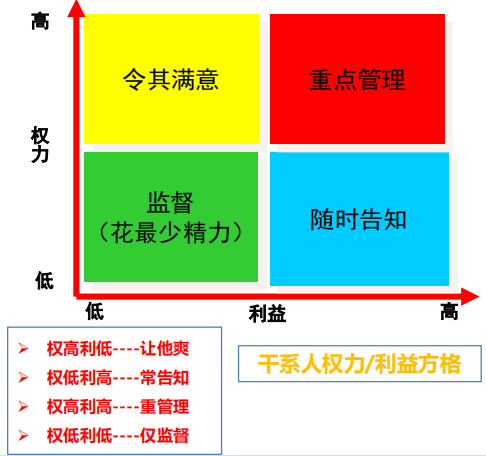 高
令其满意
重点管理
权力
监督
（花最少精力）
随时告知
低
低
利益
高
➢ 权高利低----让他爽
➢ 权低利高----常告知
➢ 权高利高----重管理
➢ 权低利低----仅监督
干系人权力/利益方格